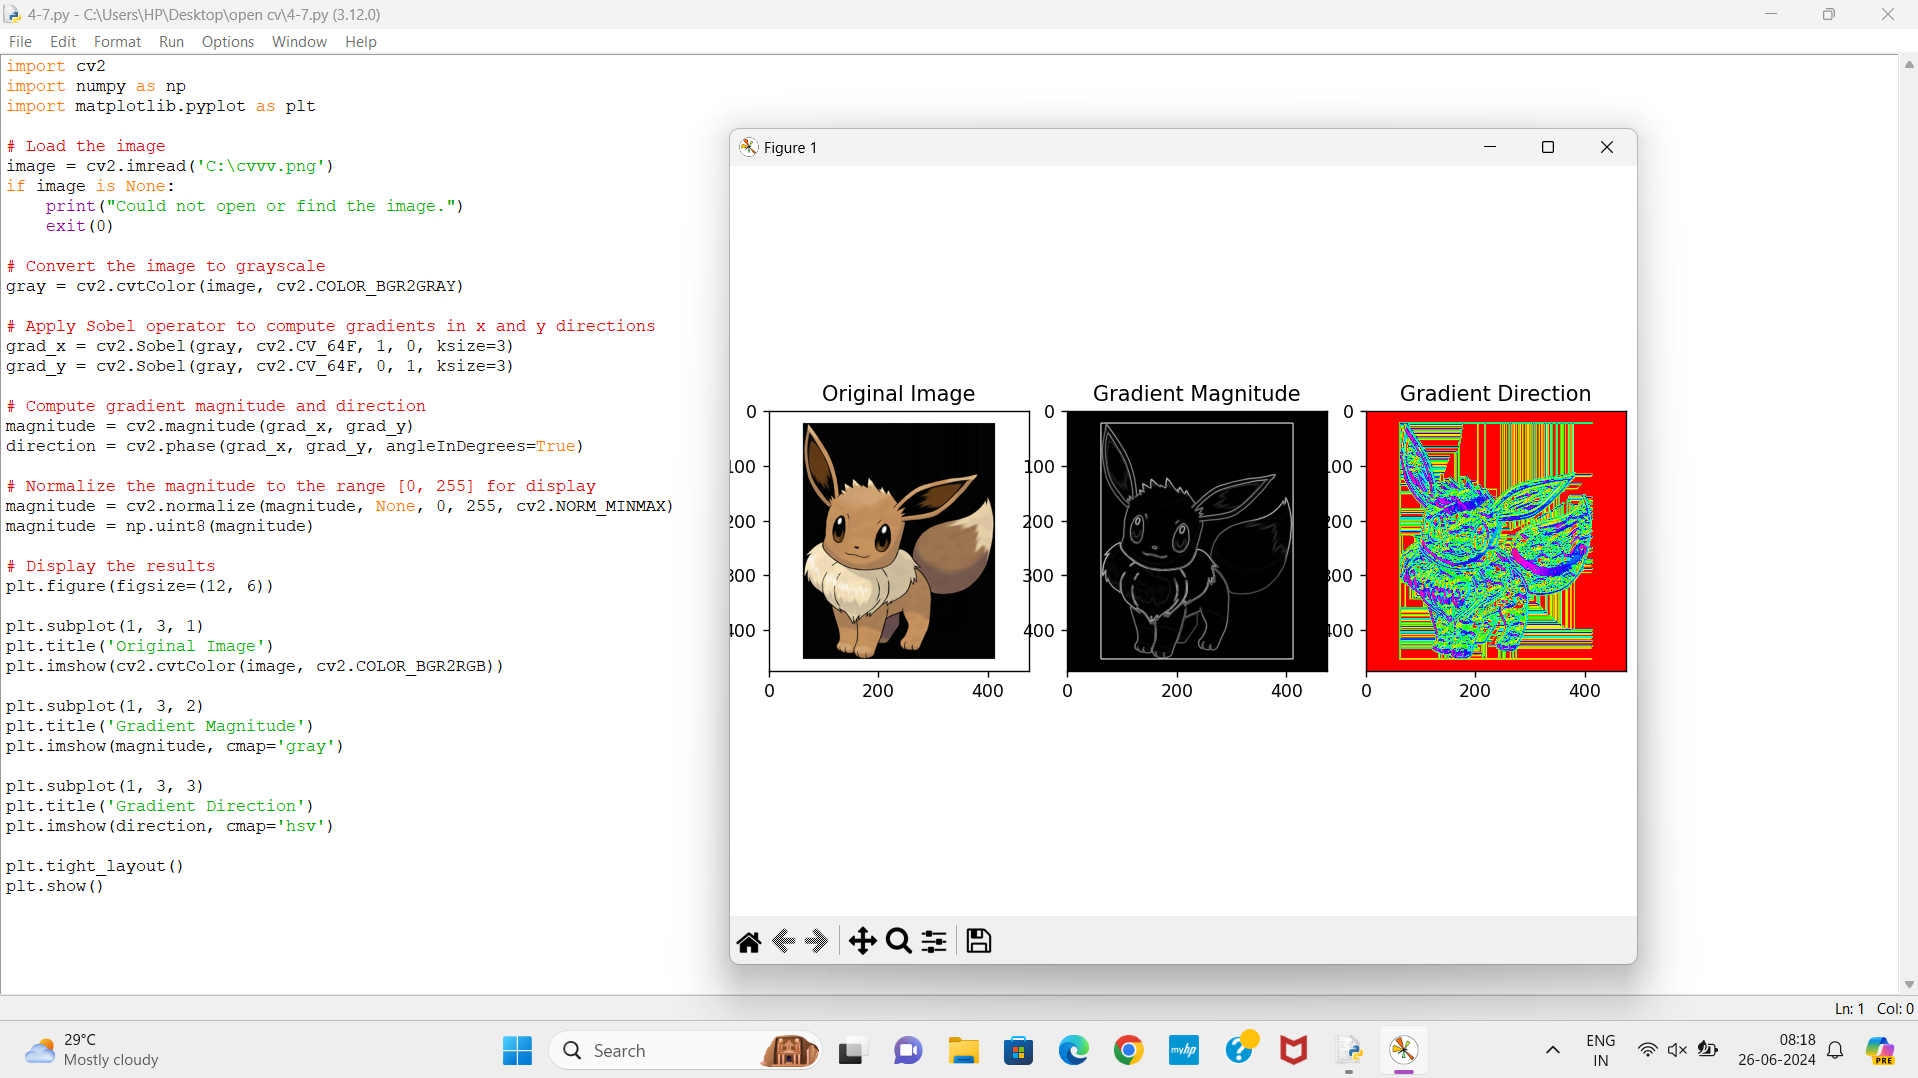 4-7.py - C:\Users\HP\Desktop\open cv\4-7.py (3.12.0)
File Edit Format Run Options Window Help
import cv2
import numpy as np
import matplotlib.pyplot as plt
# Load the image
image = cv2.imread('C:\cvvv.png')
if image is None:
    print("Could not open or find the image.")
    exit(0)
# Convert the image to grayscale
gray = cv2.cvtColor(image, cv2.COLOR_BGR2GRAY)
# Apply Sobel operator to compute gradients in x and y directions
grad_x = cv2.Sobel(gray, cv2.CV_64F, 1, 0, ksize=3)
grad_y = cv2.Sobel(gray, cv2.CV_64F, 0, 1, ksize=3)
# Compute gradient magnitude and direction
magnitude = cv2.magnitude(grad_x, grad_y)
direction = cv2.phase(grad_x, grad_y, angleInDegrees=True)
# Normalize the magnitude to the range [0, 255] for display
magnitude = cv2.normalize(magnitude, None, 0, 255, cv2.NORM_MINMAX)
magnitude = np.uint8(magnitude)
# Display the results
plt.figure(figsize=(12, 6))
plt.subplot(1, 3, 1)
plt.title('Original Image')
plt.imshow(cv2.cvtColor(image, cv2.COLOR_BGR2RGB))
plt.subplot(1, 3, 2)
plt.title('Gradient Magnitude')
plt.imshow(magnitude, cmap='gray')
plt.subplot(1, 3, 3)
plt.title('Gradient Direction')
plt.imshow(direction, cmap='hsv')
plt.tight_layout()
plt.show()
Figure 1
Original Image
0
100
200
300
400
0 200 400
Gradient Magnitude
0
100
200
300
400
0 200 400
Gradient Direction
0
100
200
300
400
0 200 400
Ln: 1 Col: 0
29°C
Mostly cloudy
Search
myhp
ENG
IN
08:18
26-06-2024
PRE